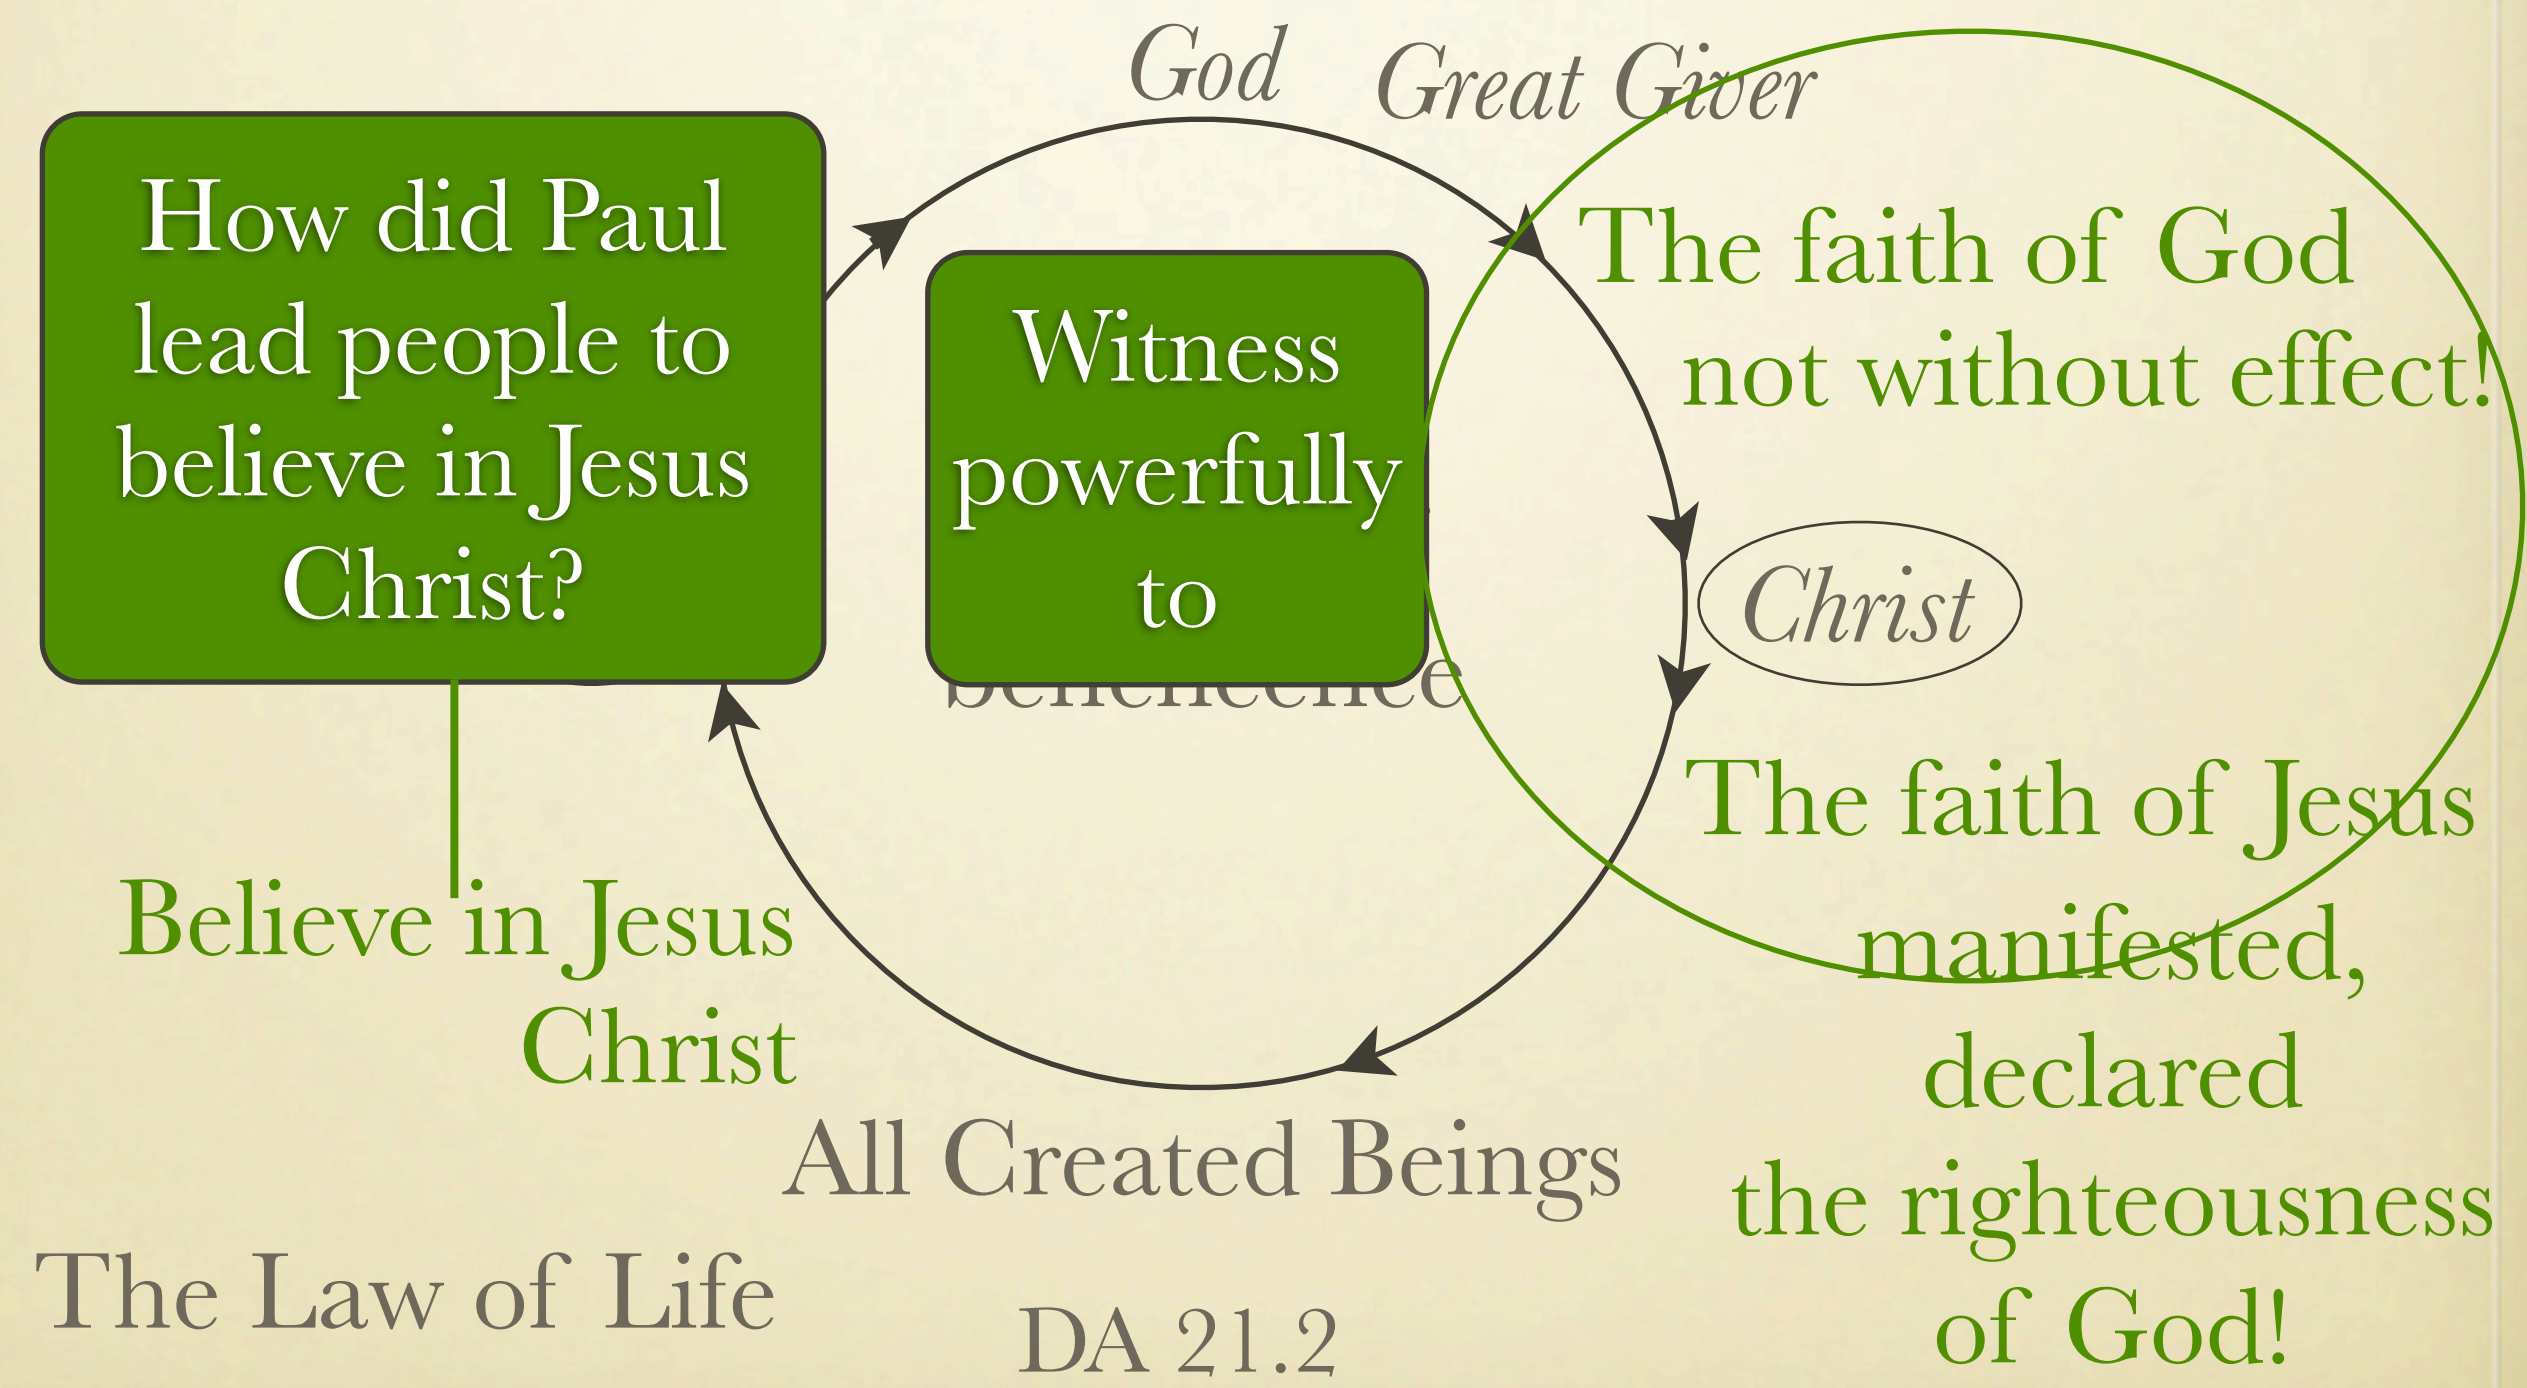 God
Great Giver
How did Paul
lead people to
believe in Jesus
Christ?
Witness
powerfully
to
The faith of God
not without effect!
Christ
The faith of Jesus
manifested,
declared
the righteousness
of God!
Believe in Jesus
Christ
All Created Beings
The Law of Life
DA 21.2